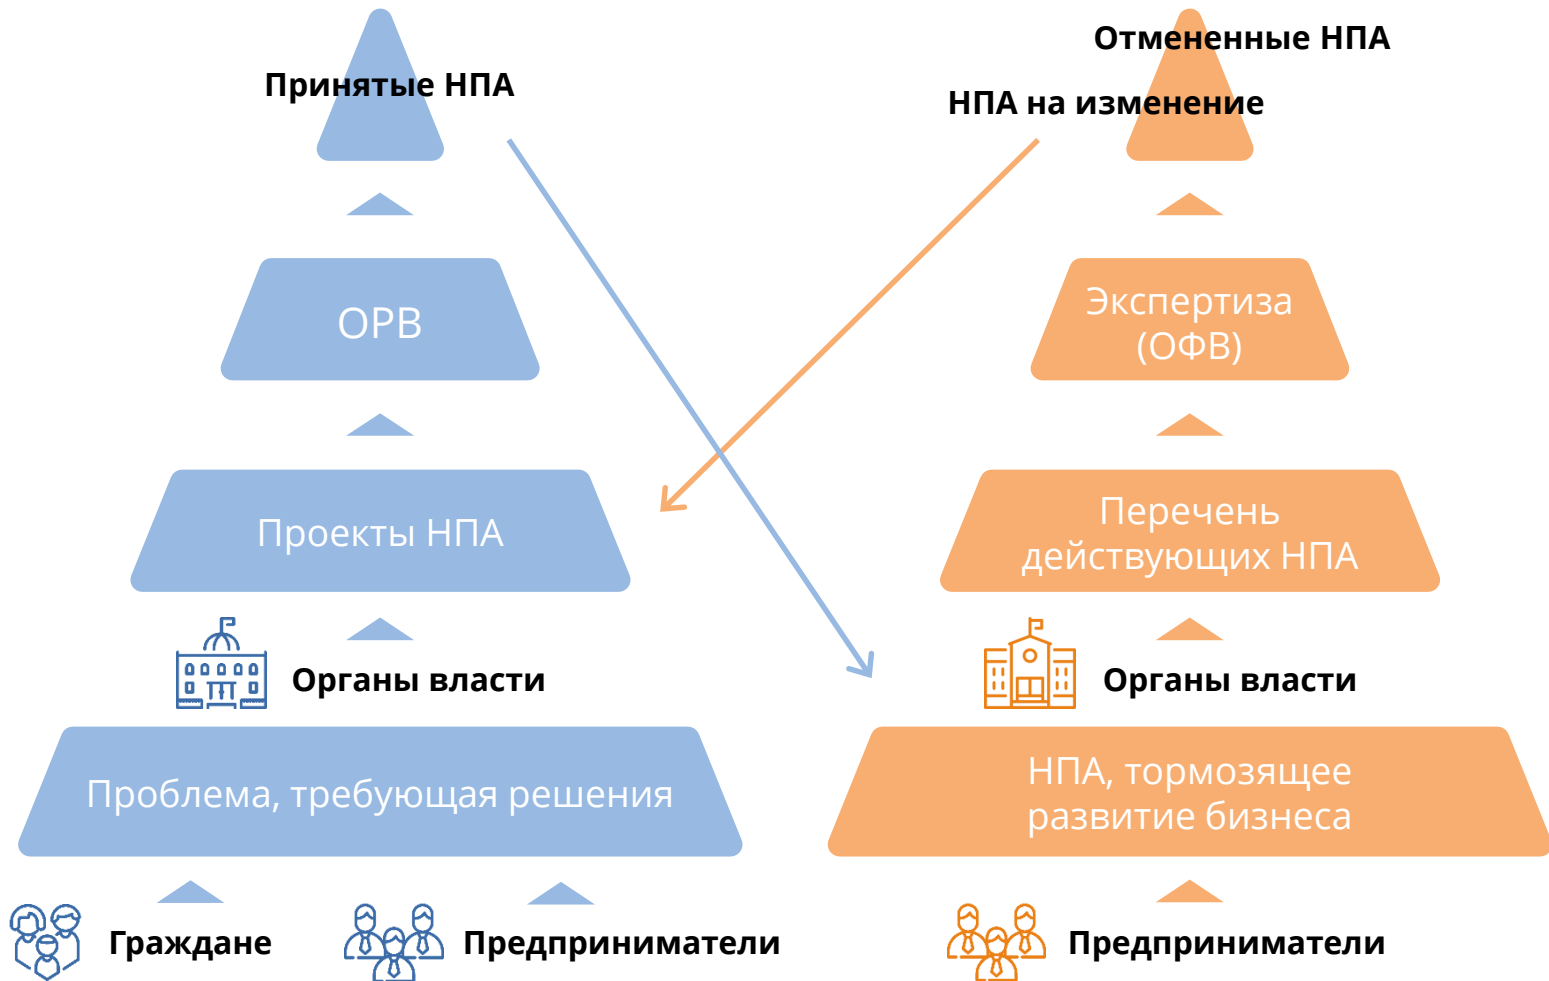 Принятые НПА
ОРВ
Проекты НПА
Органы власти
Проблема, требующая решения
Граждане
Предприниматели
Отмененные НПА
НПА на изменение
Экспертиза
(ОФВ)
Перечень
действующих НПА
Органы власти
НПА, тормозящее
развитие бизнеса
Предприниматели